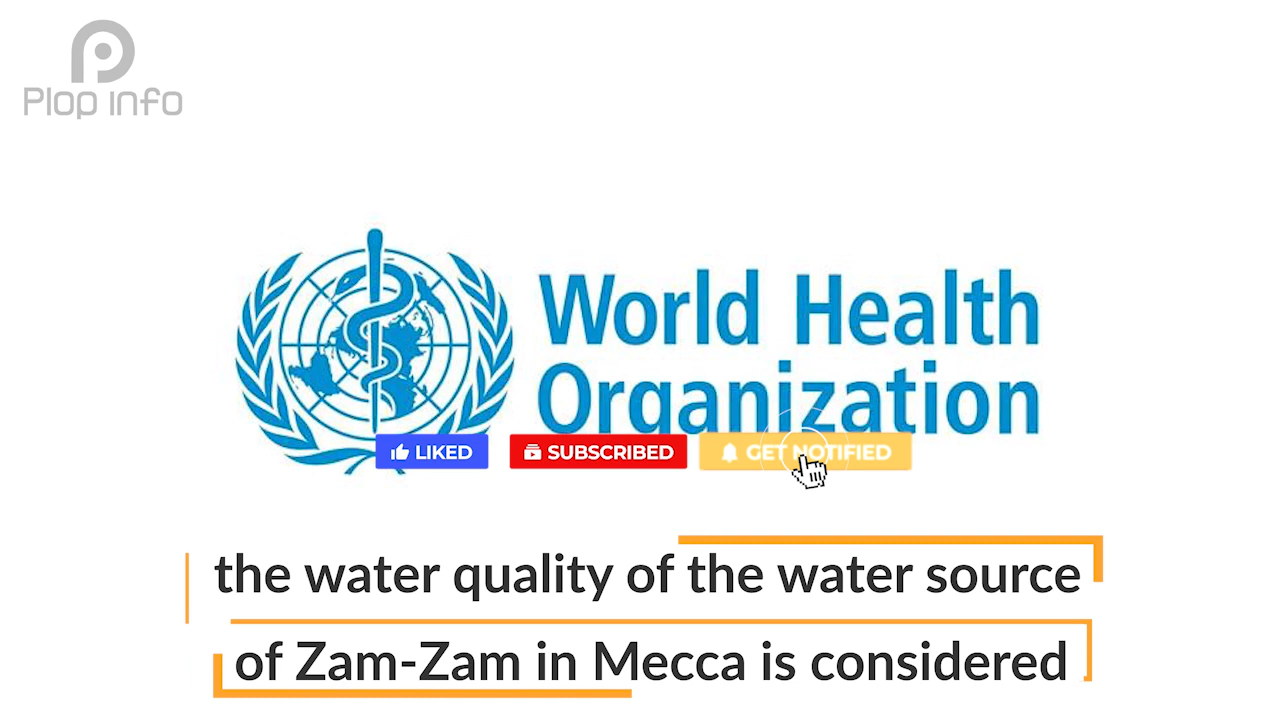 Plop info
World Health
Organization
LIKED
SUBSCRIBED
GET NOTIFIED
the water quality of the water source
of Zam-Zam in Mecca is considered